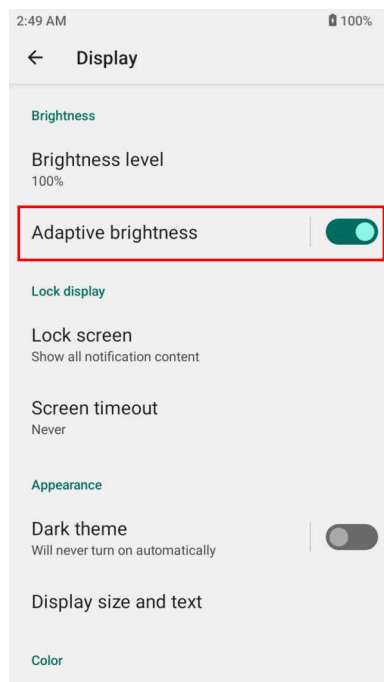 2:49 AM 100%
Display
Brightness
Brightness level
100%
Adaptive brightness
Lock display
Lock screen
Show all notification content
Screen timeout
Never
Appearance
Dark theme
Will never turn on automatically
Display size and text
Color